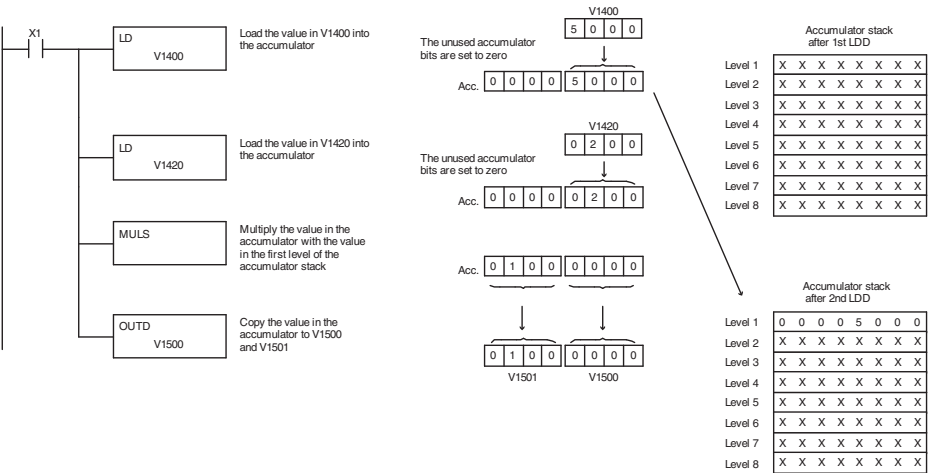 X1
LD
V1400
Load the value in V1400 into
the accumulator
LD
V1420
Load the value in V1420 into
the accumulator
MULS
Multiply the value in the
accumulator with the value
in the first level of the
accumulator stack
OUTD
V1500
Copy the value in the
accumulator to V1500
and V1501
V1400
5 0 0 0
The unused accumulator
bits are set to zero
Acc. 0 0 0 0 5 0 0 0
V1420
0 2 0 0
The unused accumulator
bits are set to zero
Acc. 0 0 0 0 0 2 0 0
Acc. 0 1 0 0 0 0 0 0
0 1 0 0 0 0 0 0
V1501 V1500
Accumulator stack
after 1st LDD
Level 1 X X X X X X X X
Level 2 X X X X X X X X
Level 3 X X X X X X X X
Level 4 X X X X X X X X
Level 5 X X X X X X X X
Level 6 X X X X X X X X
Level 7 X X X X X X X X
Level 8 X X X X X X X X
Accumulator stack
after 2nd LDD
Level 1 0 0 0 0 5 0 0 0
Level 2 X X X X X X X X
Level 3 X X X X X X X X
Level 4 X X X X X X X X
Level 5 X X X X X X X X
Level 6 X X X X X X X X
Level 7 X X X X X X X X
Level 8 X X X X X X X X